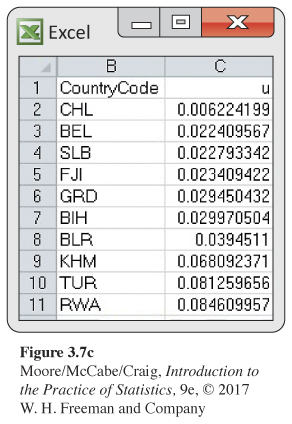 Excel
B C
1 CountryCode u
2 CHL 0.006224199
3 BEL 0.022409567
4 SLB 0.022793342
5 FJI 0.023409422
6 GRD 0.029450432
7 BIH 0.029970504
8 BLR 0.0394511
9 KHM 0.068092371
10 TUR 0.081259656
11 RWA 0.084609957
Figure 3.7c
Moore/McCabe/Craig, Introduction to
the Practice of Statistics, 9e, © 2017
W. H. Freeman and Company